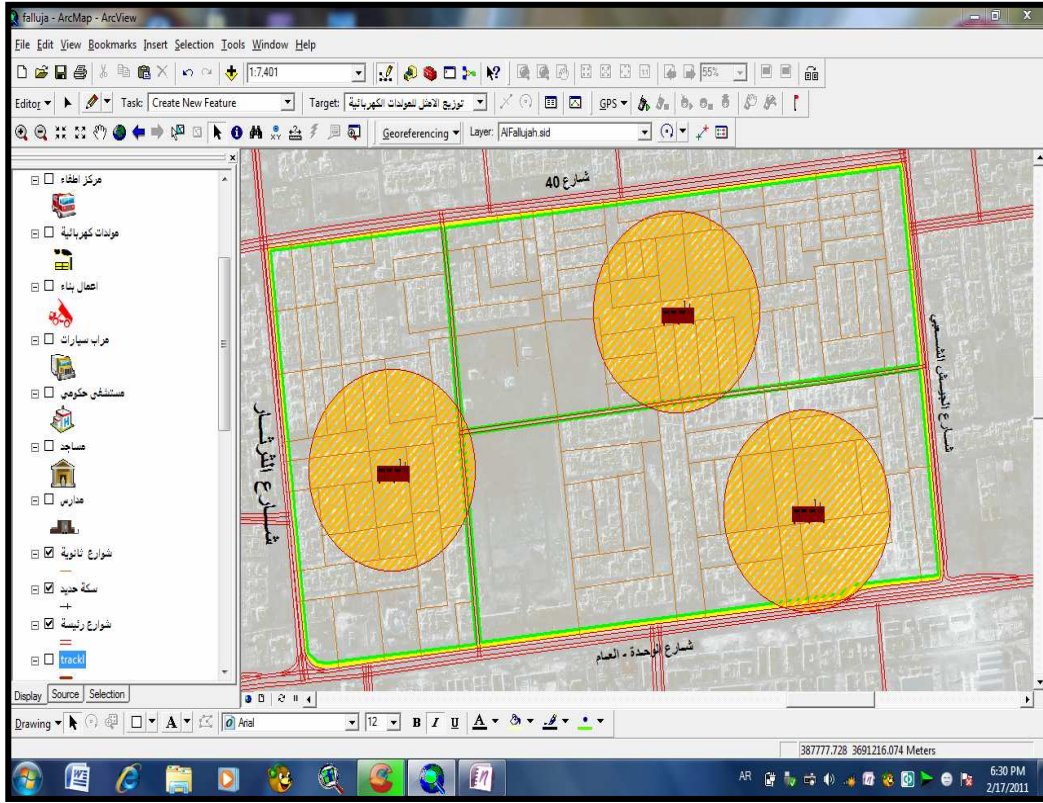 falluja - ArcMap - ArcView
File Edit View Bookmarks Insert Selection Tools Window Help
1:7,401
55%
Editor Task: Create New Feature Target: توزيع الامثل للمولدات الكهربائية GPS
Georeferencing Layer: AlFallujah.sid
مركز اطفاء
مولدات كهربائية
اعمال بناء
مراب سيارات
مستشفى حكومي
مساجد
مدارس
شوارع ثانوية
سكة حديد
شوارع رئيسة
trackl
شارع 40
شارع الثرثار
شارع الجيش الشعبي
شارع الوحدة - العام
Display Source Selection
Drawing A Arial 12 B I U A
387777.728 3691216.074 Meters
AR
6:30 PM
2/17/2011